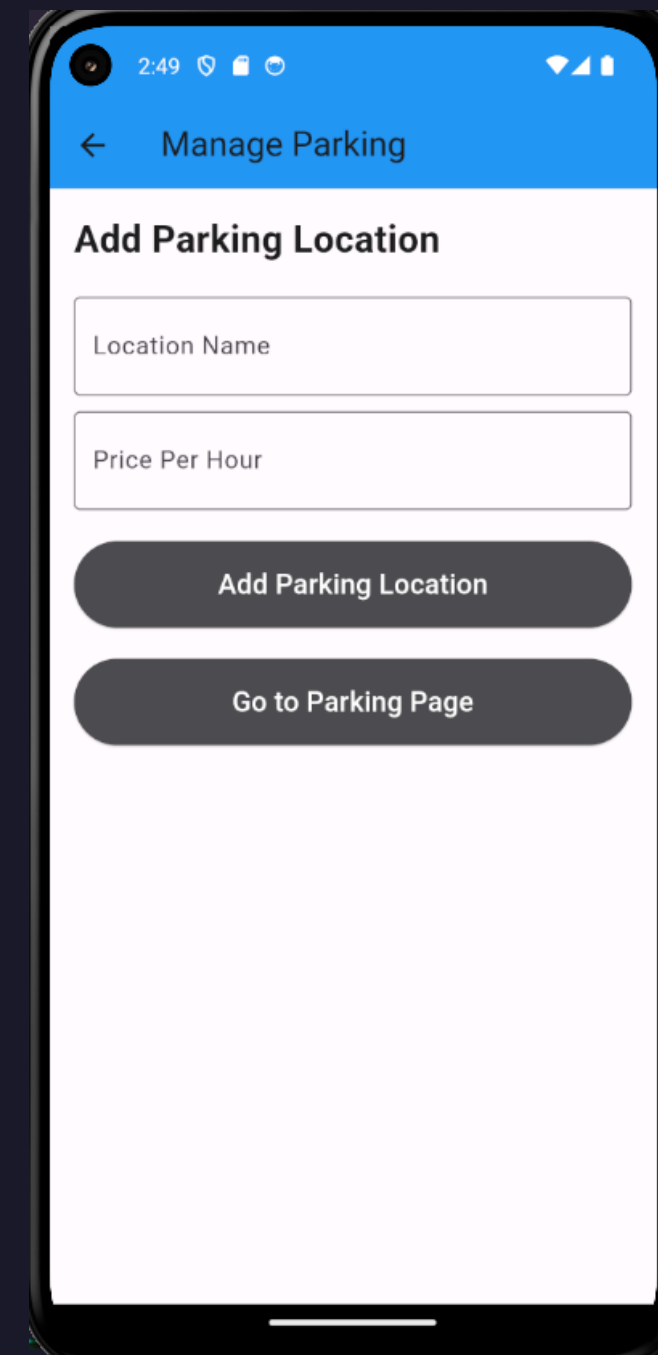 2:49
Manage Parking
Add Parking Location
Location Name
Price Per Hour
Add Parking Location
Go to Parking Page